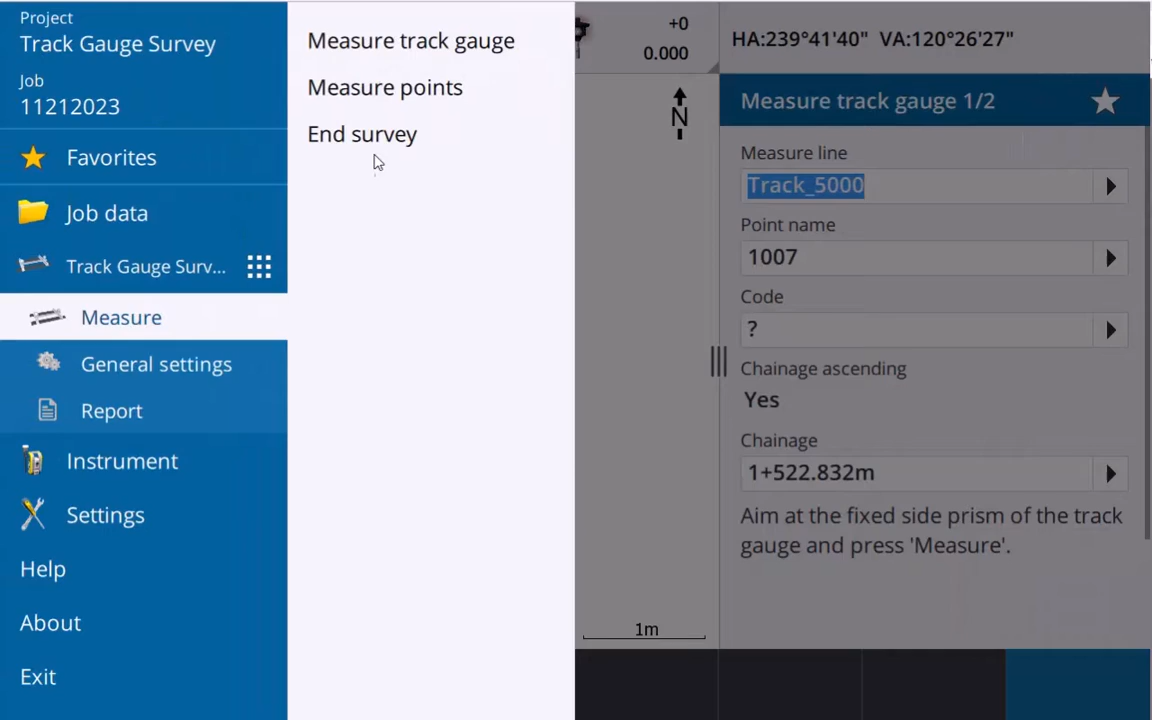 Project
Track Gauge Survey
Job
11212023
Favorites
Job data
Track Gauge Surv...
Measure
General settings
Report
Instrument
Settings
Help
About
Exit
Measure track gauge
Measure points
End survey
+0
0.000
N
1m
HA:239°41'40" VA:120°26'27"
Measure track gauge 1/2
Measure line
Track_5000
Point name
1007
Code
?
Chainage ascending
Yes
Chainage
1+522.832m
Aim at the fixed side prism of the track
gauge and press 'Measure'.